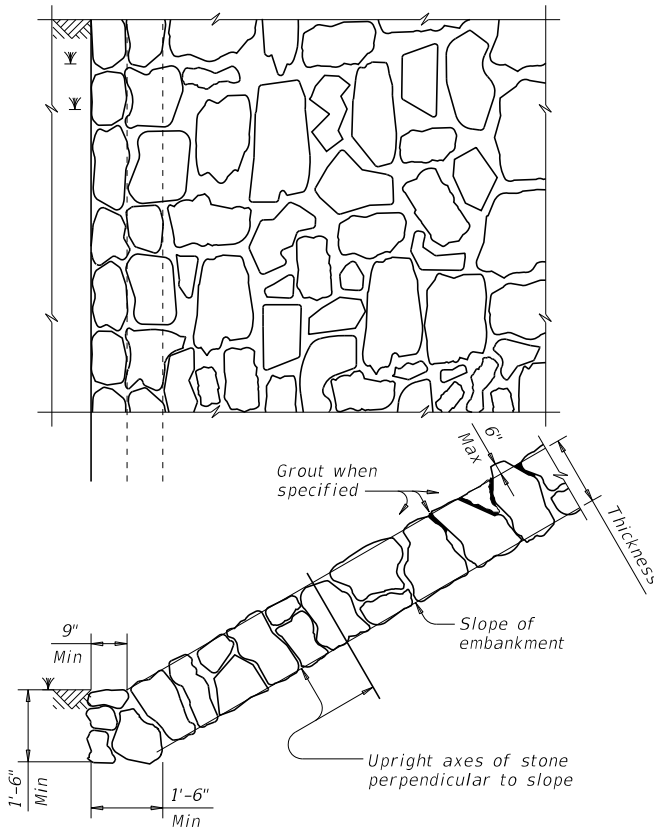 6"
Max
Grout when
specified
Thickness
Slope of
embankment
9"
Min
1'-6"
Min
Upright axes of stone
perpendicular to slope
1'-6"
Min